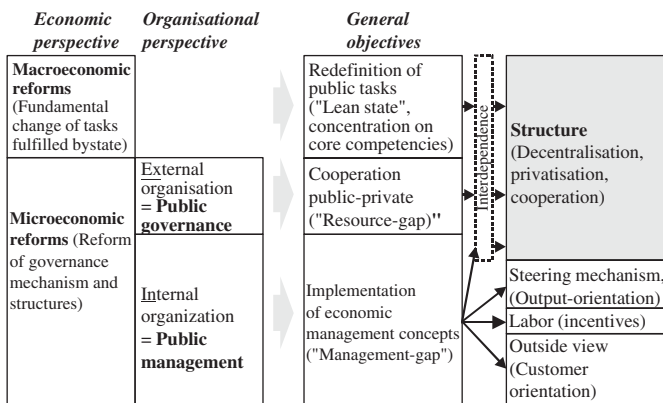 Economic
perspective
Organisational
perspective
General
objectives
Macroeconomic
reforms
(Fundamental
change of tasks
fulfilled bystate)
Microeconomic
reforms (Reform
of governance
mechanism and
structures)
External
organisation
= Public
governance
Internal
organization
= Public
management
Redefinition of
public tasks
("Lean state",
concentration on
core competencies)
Cooperation
public-private
("Resource-gap)"
Implementation
of economic
management concepts
("Management-gap")
Interdependence
Structure
(Decentralisation,
privatisation,
cooperation)
Steering mechanism,
(Output-orientation)
Labor (incentives)
Outside view
(Customer
orientation)